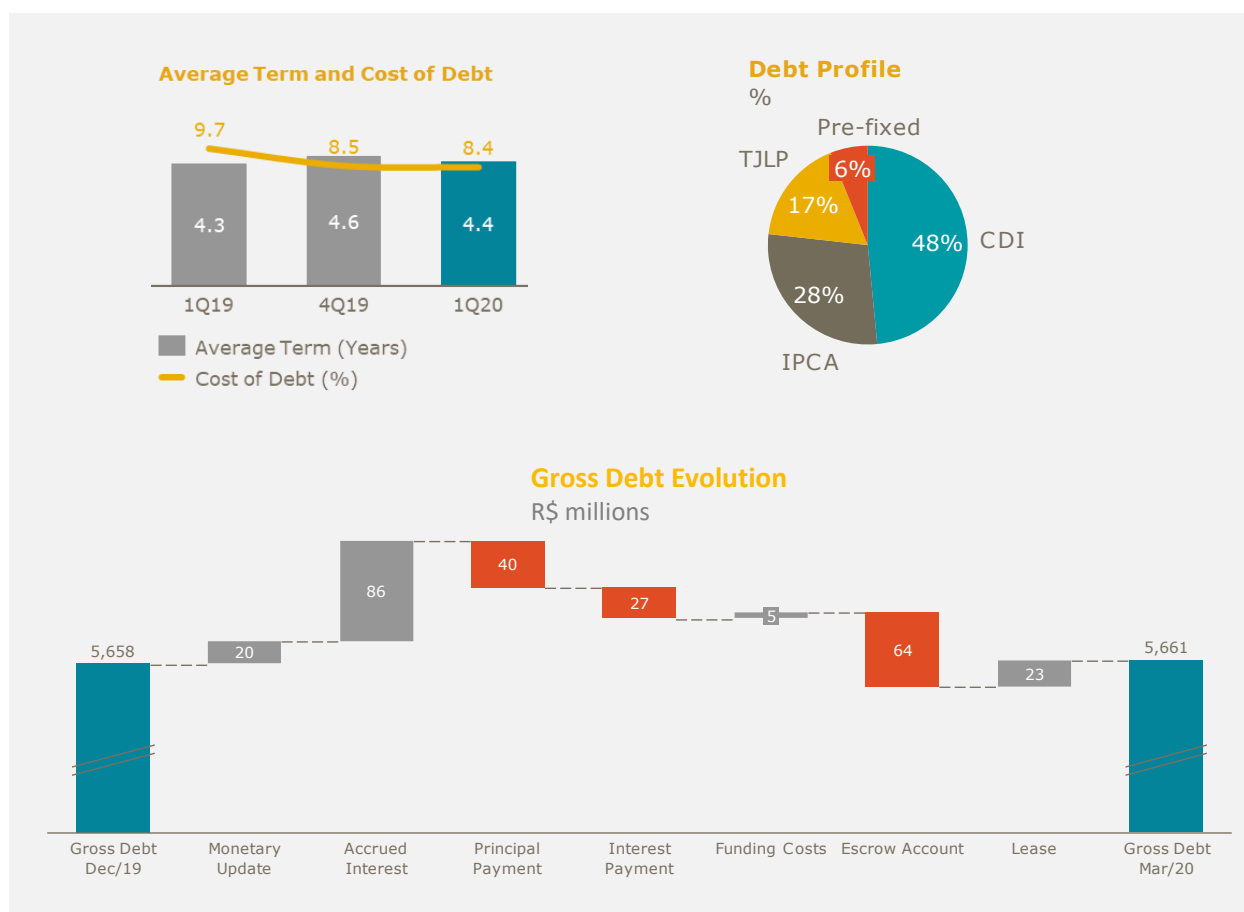 Average Term and Cost of Debt
9.7
8.5
8.4
4.3
4.6
4.4
1Q19
4Q19
1Q20
Average Term (Years)
Cost of Debt (%)
Debt Profile
%
Pre-fixed
TJLP
6%
17%
48%
CDI
28%
IPCA
Gross Debt Evolution
R$ millions
5,658
20
86
40
27
5
64
23
5,661
Gross Debt
Dec/19
Monetary
Update
Accrued
Interest
Principal
Payment
Interest
Payment
Funding Costs
Escrow Account
Lease
Gross Debt
Mar/20